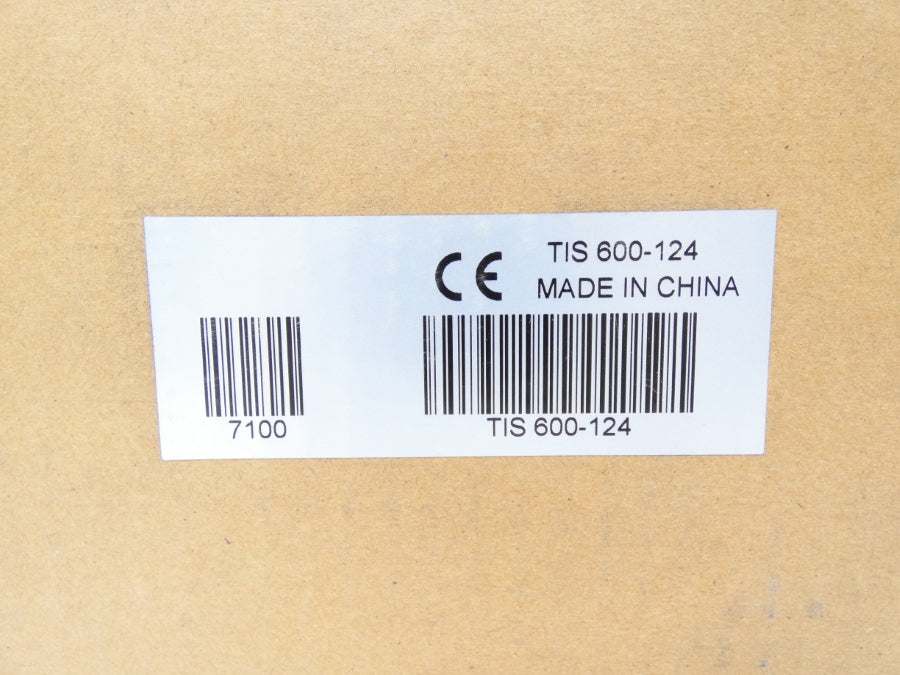 CE TIS 600-124
MADE IN CHINA
7100
TIS 600-124